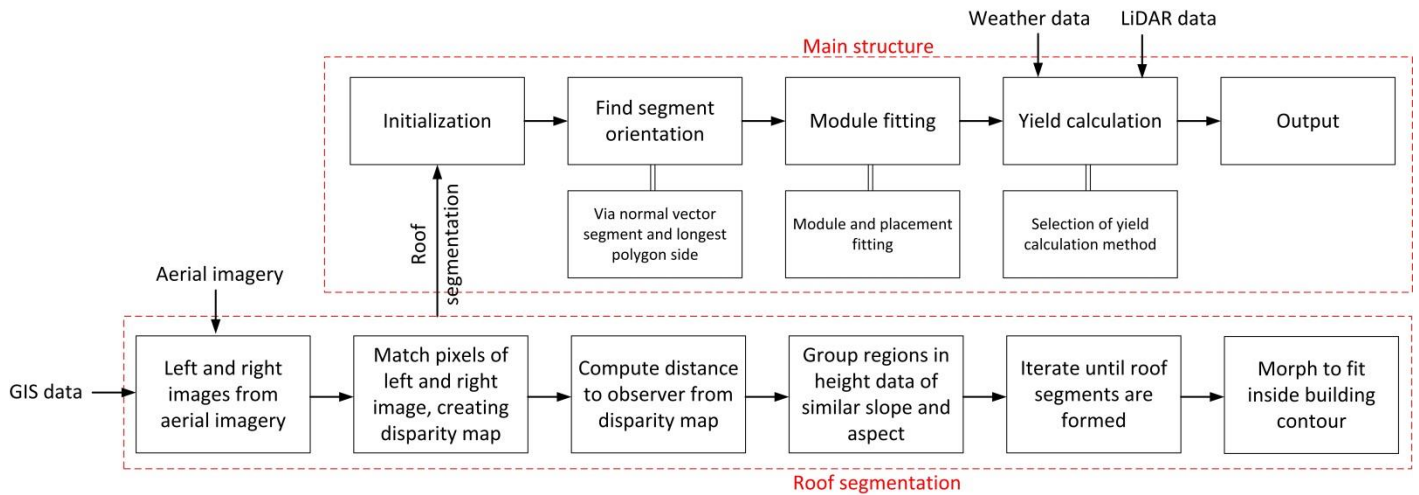 Weather data
LiDAR data
Main structure
Initialization
Find segment
orientation
Module fitting
Yield calculation
Output
Via normal vector
segment and longest
polygon side
Module and placement
fitting
Selection of yield
calculation method
Roof
segmentation
Aerial imagery
GIS data
Left and right
images from
aerial imagery
Match pixels of
left and right
image, creating
disparity map
Compute distance
to observer from
disparity map
Group regions in
height data of
similar slope and
aspect
Iterate until roof
segments are
formed
Morph to fit
inside building
contour
Roof segmentation